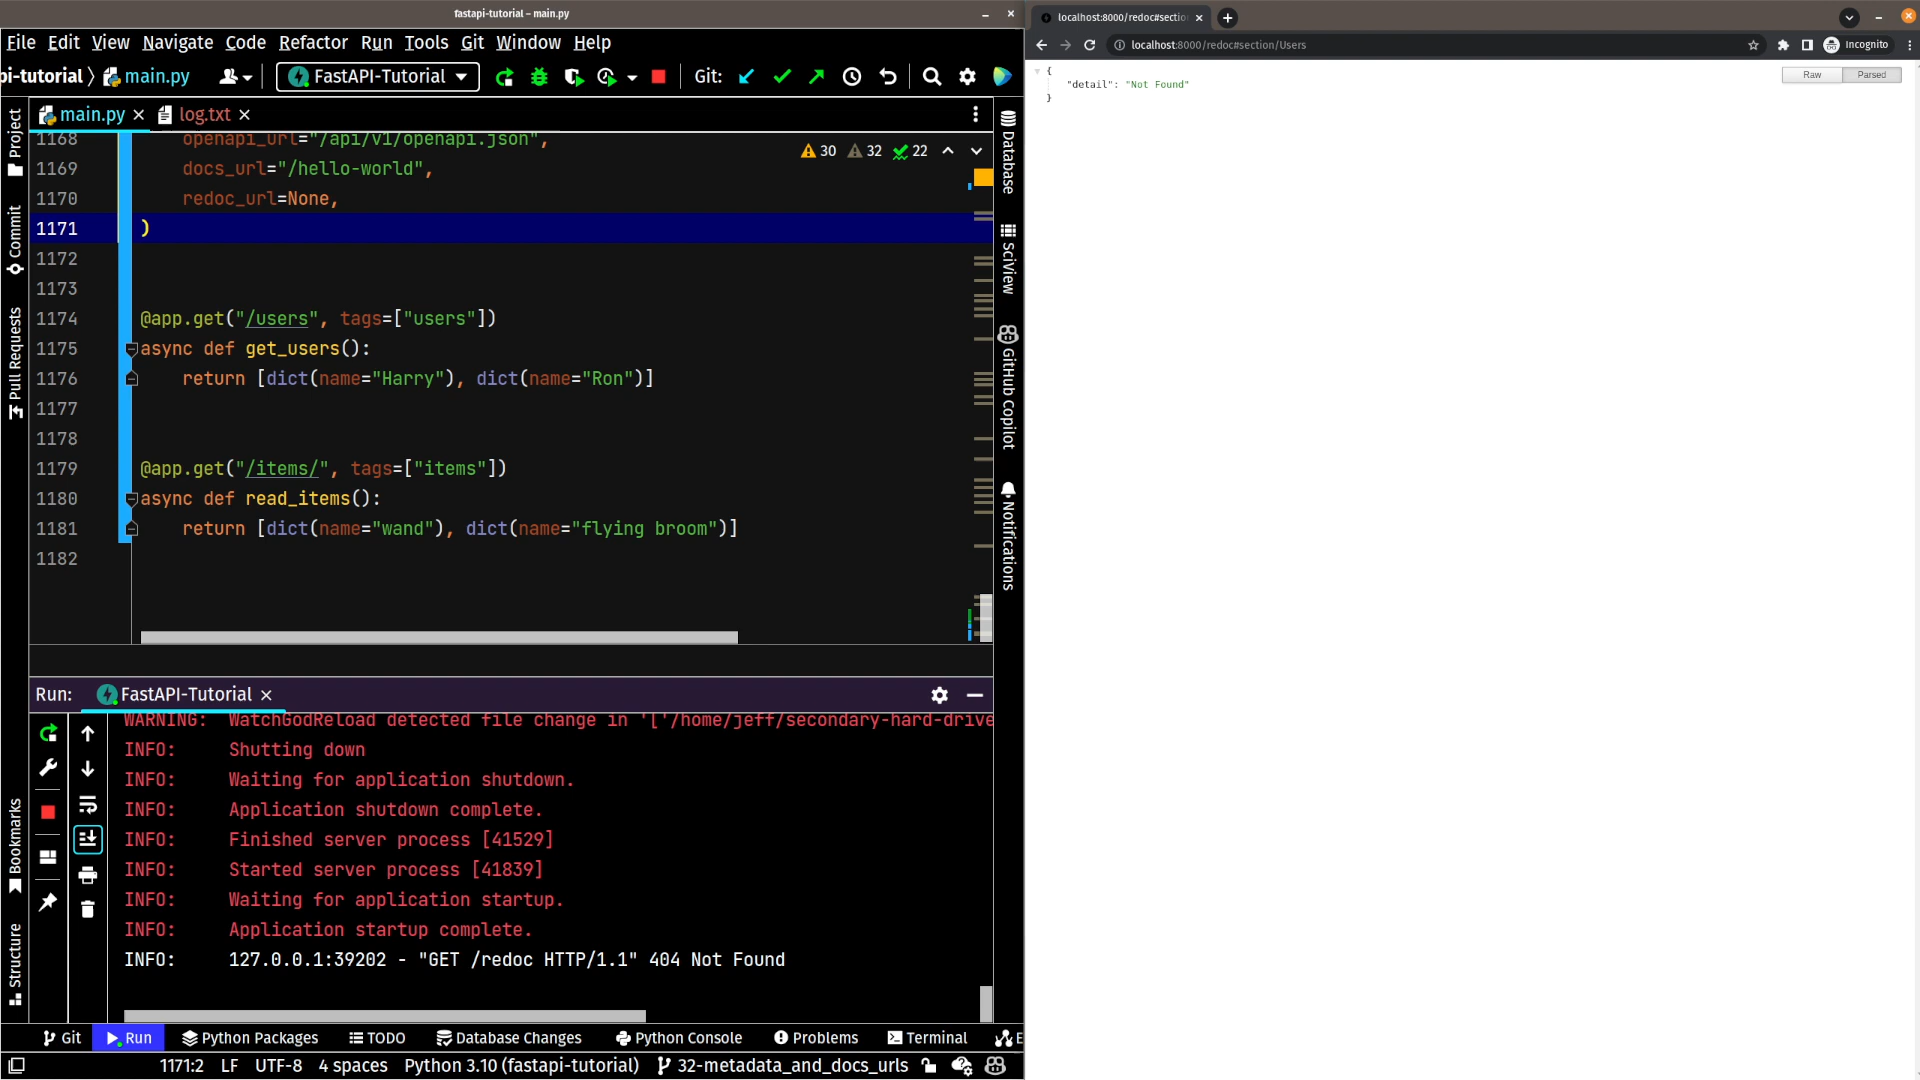 fastapi-tutorial – main.py
File Edit View Navigate Code Refactor Run Tools Git Window Help
pi-tutorial main.py FastAPI-Tutorial Git:
main.py log.txt
30 32 22
1168 openapi_url="/api/v1/openapi.json",
1169 docs_url="/hello-world",
1170 redoc_url=None,
1171 )
1172
1173
1174 @app.get("/users", tags=["users"])
1175 async def get_users():
1176 return [dict(name="Harry"), dict(name="Ron")]
1177
1178
1179 @app.get("/items/", tags=["items"])
1180 async def read_items():
1181 return [dict(name="wand"), dict(name="flying broom")]
1182
Project
Commit
Pull Requests
Bookmarks
Structure
Database
SciView
GitHub Copilot
Notifications
Run: FastAPI-Tutorial
WARNING: WatchGodReload detected file change in '['/home/jeff/secondary-hard-drive
INFO: Shutting down
INFO: Waiting for application shutdown.
INFO: Application shutdown complete.
INFO: Finished server process [41529]
INFO: Started server process [41839]
INFO: Waiting for application startup.
INFO: Application startup complete.
INFO: 127.0.0.1:39202 - "GET /redoc HTTP/1.1" 404 Not Found
Git Run Python Packages TODO Database Changes Python Console Problems Terminal E
1171:2 LF UTF-8 4 spaces Python 3.10 (fastapi-tutorial) 32-metadata_and_docs_urls
localhost:8000/redoc#sectio
localhost:8000/redoc#section/Users Incognito
{
"detail": "Not Found"
}
Raw Parsed